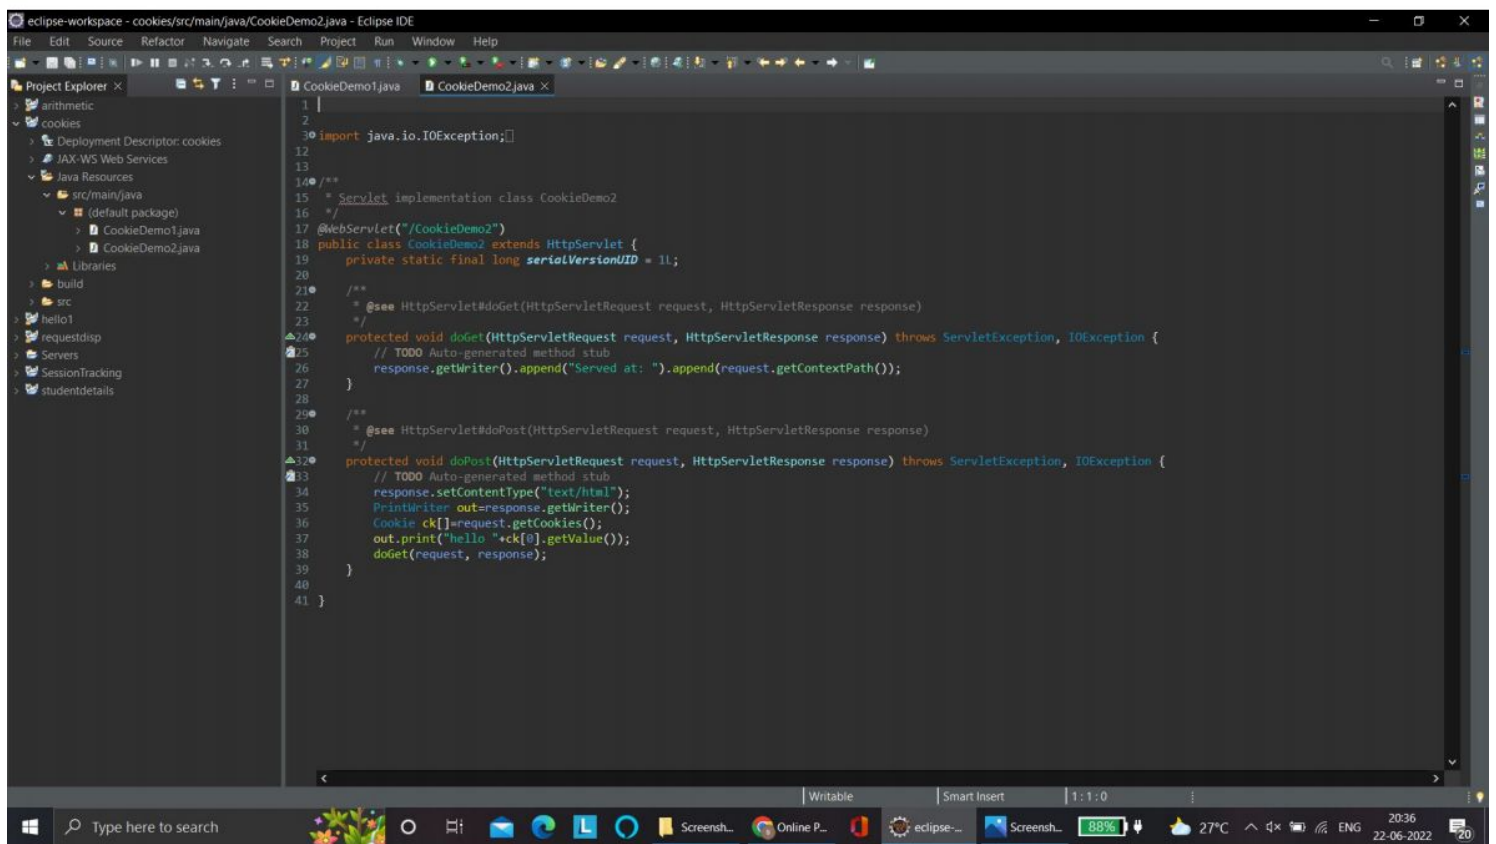 eclipse-workspace - cookies/src/main/java/CookieDemo2.java - Eclipse IDE
File Edit Source Refactor Navigate Search Project Run Window Help
Project Explorer
CookieDemo1.java CookieDemo2.java
arithmetic
cookies
Deployment Descriptor: cookies
JAX-WS Web Services
Java Resources
src/main/java
(default package)
CookieDemo1.java
CookieDemo2.java
Libraries
build
src
hello1
requestdisp
Servers
SessionTracking
studentdetails
1
2
3 import java.io.IOException;
12
13
14 /**
15 * Servlet implementation class CookieDemo2
16 */
17 @WebServlet("/CookieDemo2")
18 public class CookieDemo2 extends HttpServlet {
19 private static final long serialVersionUID = 1L;
20
21 /**
22 * @see HttpServlet#doGet(HttpServletRequest request, HttpServletResponse response)
23 */
24 protected void doGet(HttpServletRequest request, HttpServletResponse response) throws ServletException, IOException {
25 // TODO Auto-generated method stub
26 response.getWriter().append("Served at: ").append(request.getContextPath());
27 }
28
29 /**
30 * @see HttpServlet#doPost(HttpServletRequest request, HttpServletResponse response)
31 */
32 protected void doPost(HttpServletRequest request, HttpServletResponse response) throws ServletException, IOException {
33 // TODO Auto-generated method stub
34 response.setContentType("text/html");
35 PrintWriter out=response.getWriter();
36 Cookie ck[]=request.getCookies();
37 out.print("hello "+ck[0].getValue());
38 doGet(request, response);
39 }
40
41 }
Writable Smart Insert 1 : 1 : 0
Type here to search
L
Screensh...
Online P...
eclipse-...
Screensh...
88%
27°C
ENG
20:36
22-06-2022
20